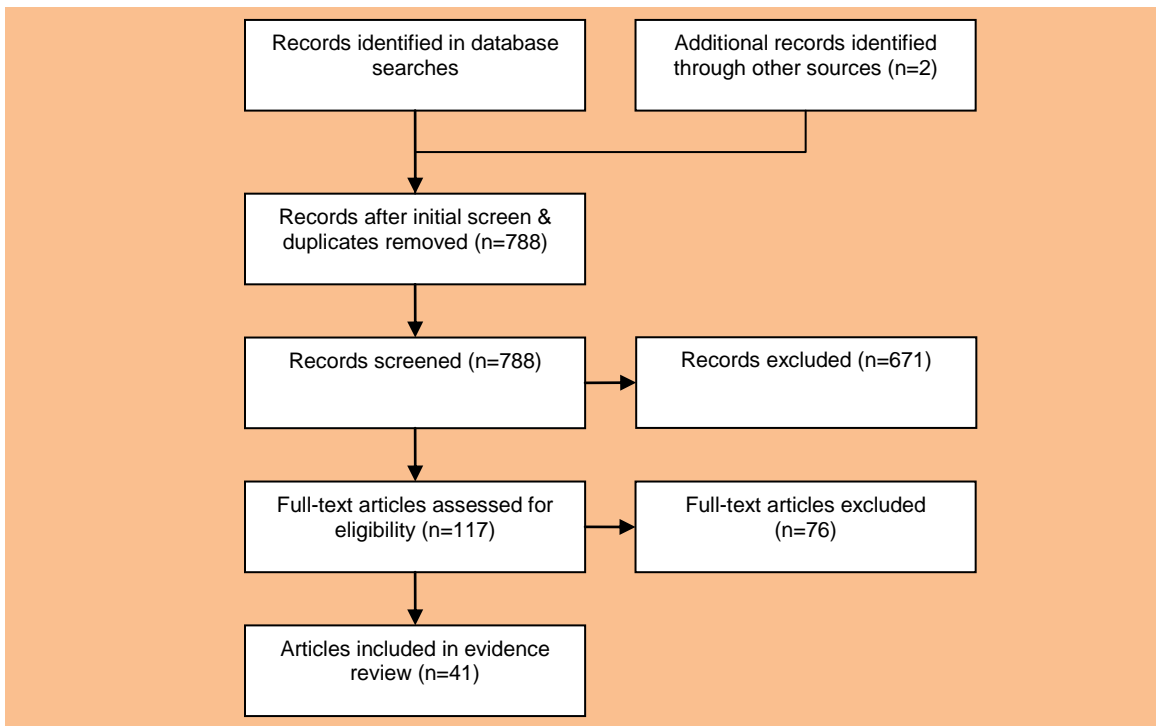 Records identified in database
searches
Additional records identified
through other sources (n=2)
Records after initial screen &
duplicates removed (n=788)
Records screened (n=788)
Records excluded (n=671)
Full-text articles assessed for
eligibility (n=117)
Full-text articles excluded
(n=76)
Articles included in evidence
review (n=41)